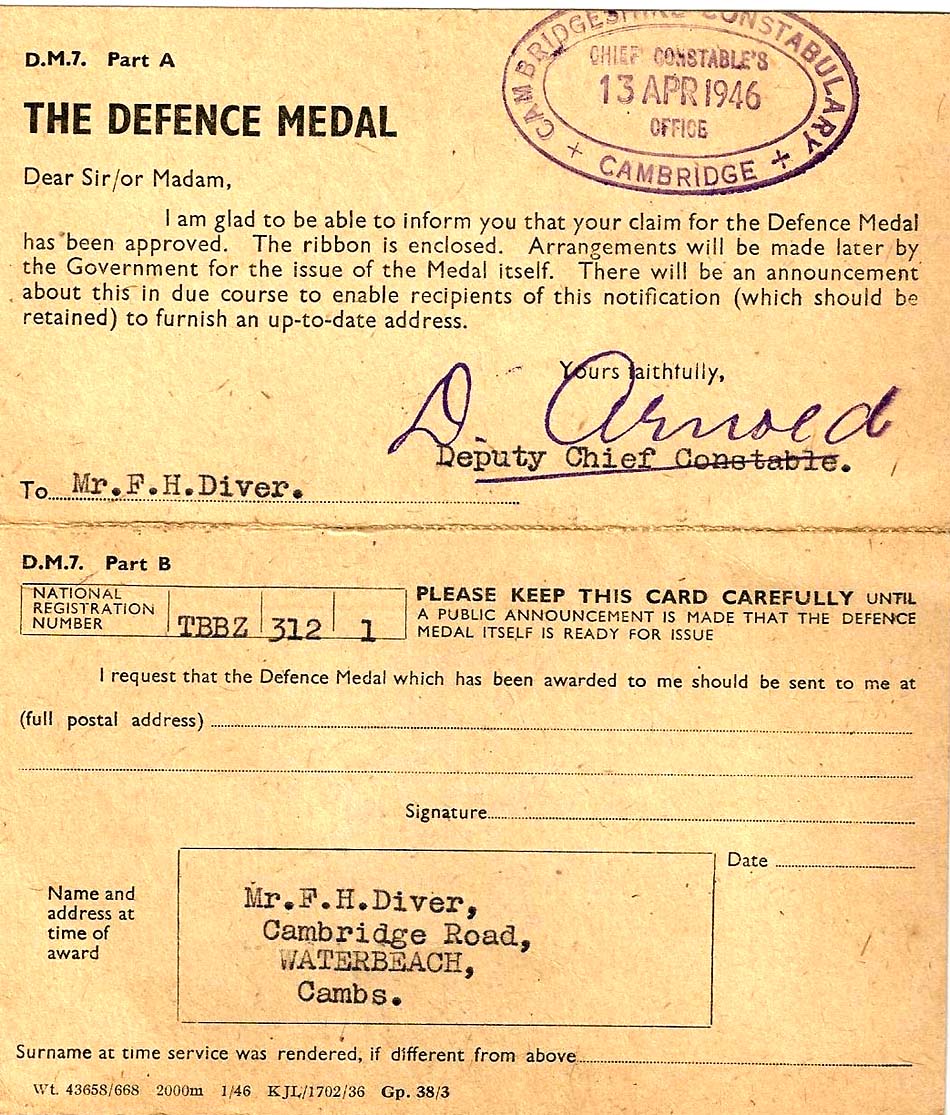 D.M.7. Part A
CAMBRIDGESHIRE CONSTABULARY
CHIEF CONSTABLE'S
13 APR 1946
OFFICE
+ CAMBRIDGE +
THE DEFENCE MEDAL
Dear Sir/or Madam,
I am glad to be able to inform you that your claim for the Defence Medal
has been approved. The ribbon is enclosed. Arrangements will be made later by
the Government for the issue of the Medal itself. There will be an announcement
about this in due course to enable recipients of this notification (which should be
retained) to furnish an up-to-date address.
Yours faithfully,
D. Arnold
Deputy Chief Constable.
To Mr.F.H.Diver.
D.M.7. Part B
NATIONAL
REGISTRATION
NUMBER
TBBZ 312 1
PLEASE KEEP THIS CARD CAREFULLY UNTIL
A PUBLIC ANNOUNCEMENT IS MADE THAT THE DEFENCE
MEDAL ITSELF IS READY FOR ISSUE
I request that the Defence Medal which has been awarded to me should be sent to me at
(full postal address)
Signature
Date
Name and
address at
time of
award
Mr.F.H.Diver,
Cambridge Road,
WATERBEACH,
Cambs.
Surname at time service was rendered, if different from above
Wt. 43658/668 2000m 1/46 KJL/1702/36 Gp. 38/3